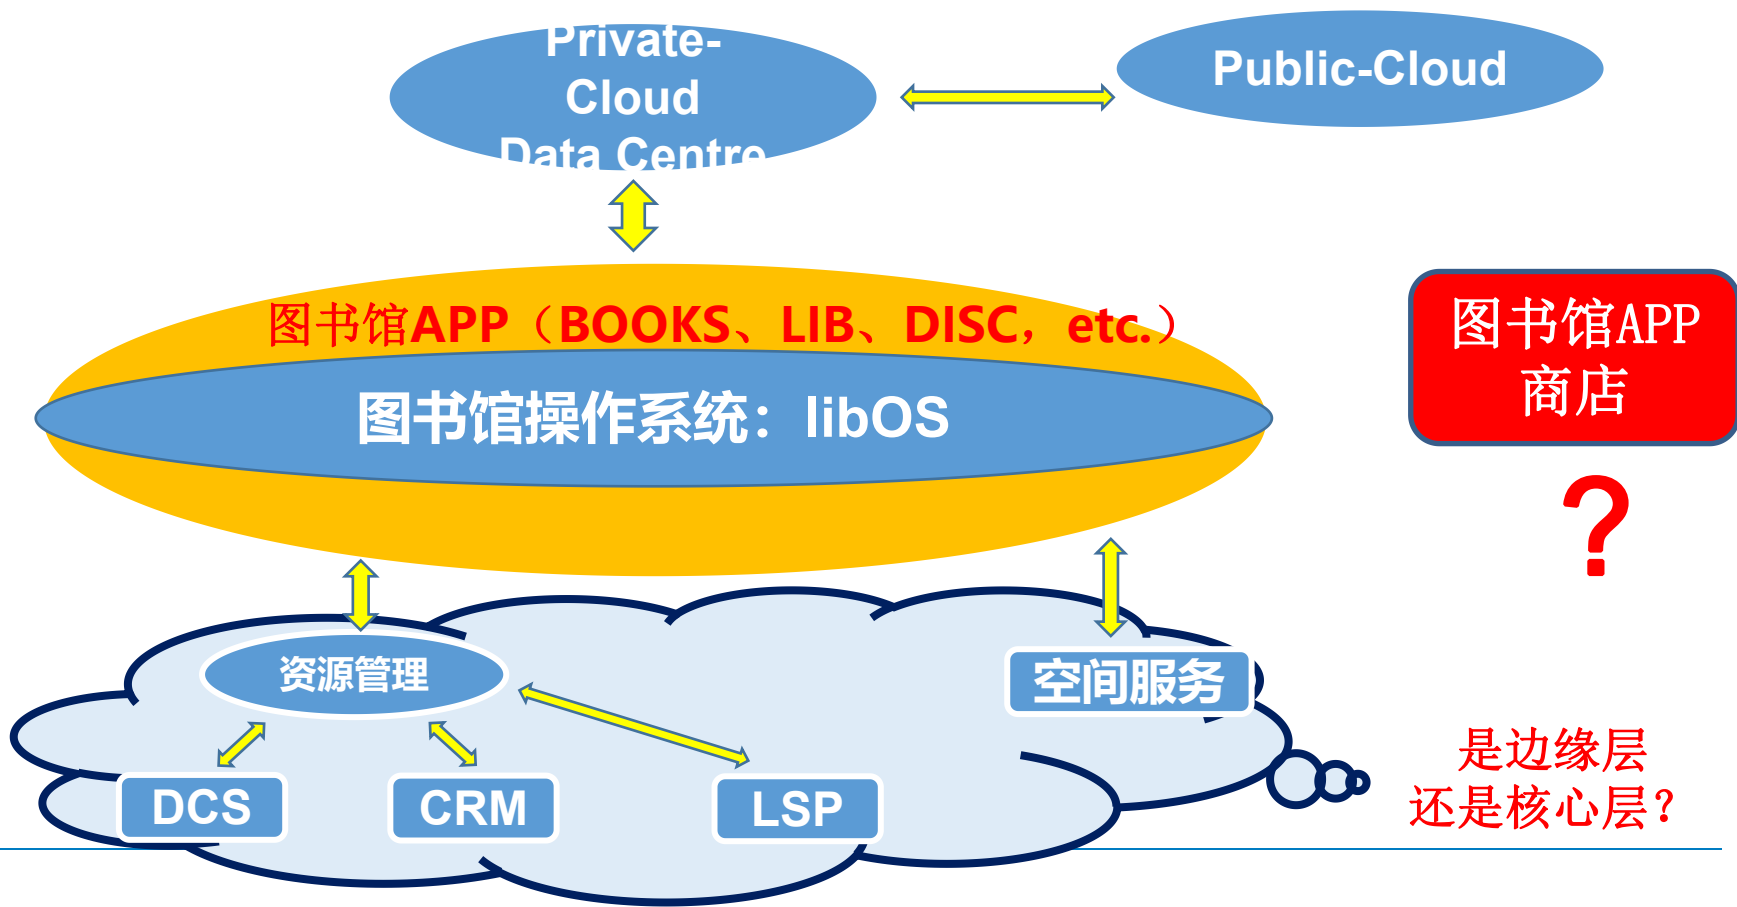 Private-
Cloud
Data Centre
Public-Cloud
图书馆APP（BOOKS、LIB、DISC，etc.）
图书馆操作系统：libOS
图书馆APP
商店
？
资源管理
空间服务
DCS
CRM
LSP
是边缘层
还是核心层？